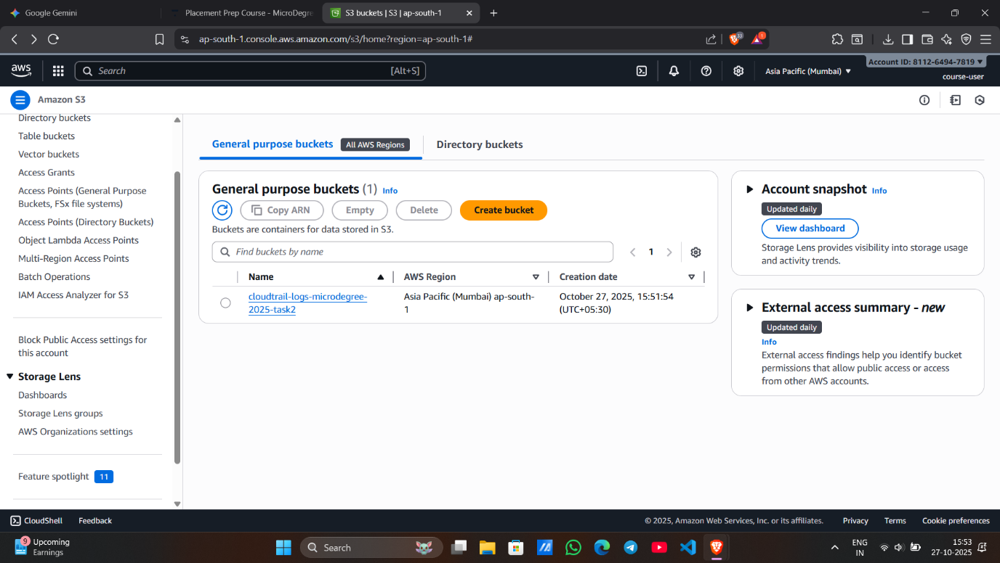 Google Gemini
Placement Prep Course - MicroDegre
S3 buckets | S3 | ap-south-1
ap-south-1.console.aws.amazon.com/s3/home?region=ap-south-1#
33
1
aws
Search
[Alt+S]
Asia Pacific (Mumbai)
Account ID: 8112-6494-7819
course-user
Amazon S3
Directory buckets
Table buckets
Vector buckets
Access Grants
Access Points (General Purpose
Buckets, FSx file systems)
Access Points (Directory Buckets)
Object Lambda Access Points
Multi-Region Access Points
Batch Operations
IAM Access Analyzer for S3
Block Public Access settings for
this account
Storage Lens
Dashboards
Storage Lens groups
AWS Organizations settings
Feature spotlight 11
General purpose buckets All AWS Regions
Directory buckets
General purpose buckets (1) Info
Copy ARN
Empty
Delete
Create bucket
Buckets are containers for data stored in S3.
Find buckets by name
1
Name
AWS Region
Creation date
cloudtrail-logs-microdegree-
2025-task2
Asia Pacific (Mumbai) ap-south-
1
October 27, 2025, 15:51:54
(UTC+05:30)
Account snapshot Info
Updated daily
View dashboard
Storage Lens provides visibility into storage usage
and activity trends.
External access summary - new
Updated daily
Info
External access findings help you identify bucket
permissions that allow public access or access
from other AWS accounts.
CloudShell
Feedback
© 2025, Amazon Web Services, Inc. or its affiliates.
Privacy
Terms
Cookie preferences
9
Upcoming
Earnings
Search
ENG
IN
15:53
27-10-2025